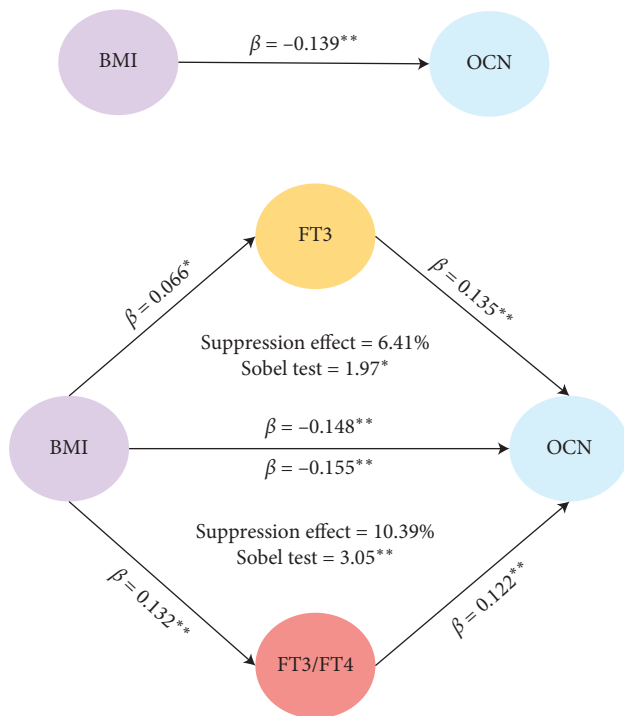 BMI
β = –0.139**
OCN
FT3
β = 0.066*
β = 0.135**
Suppression effect = 6.41%
Sobel test = 1.97*
BMI
β = –0.148**
β = –0.155**
OCN
Suppression effect = 10.39%
Sobel test = 3.05**
β = 0.132**
β = 0.122**
FT3/FT4